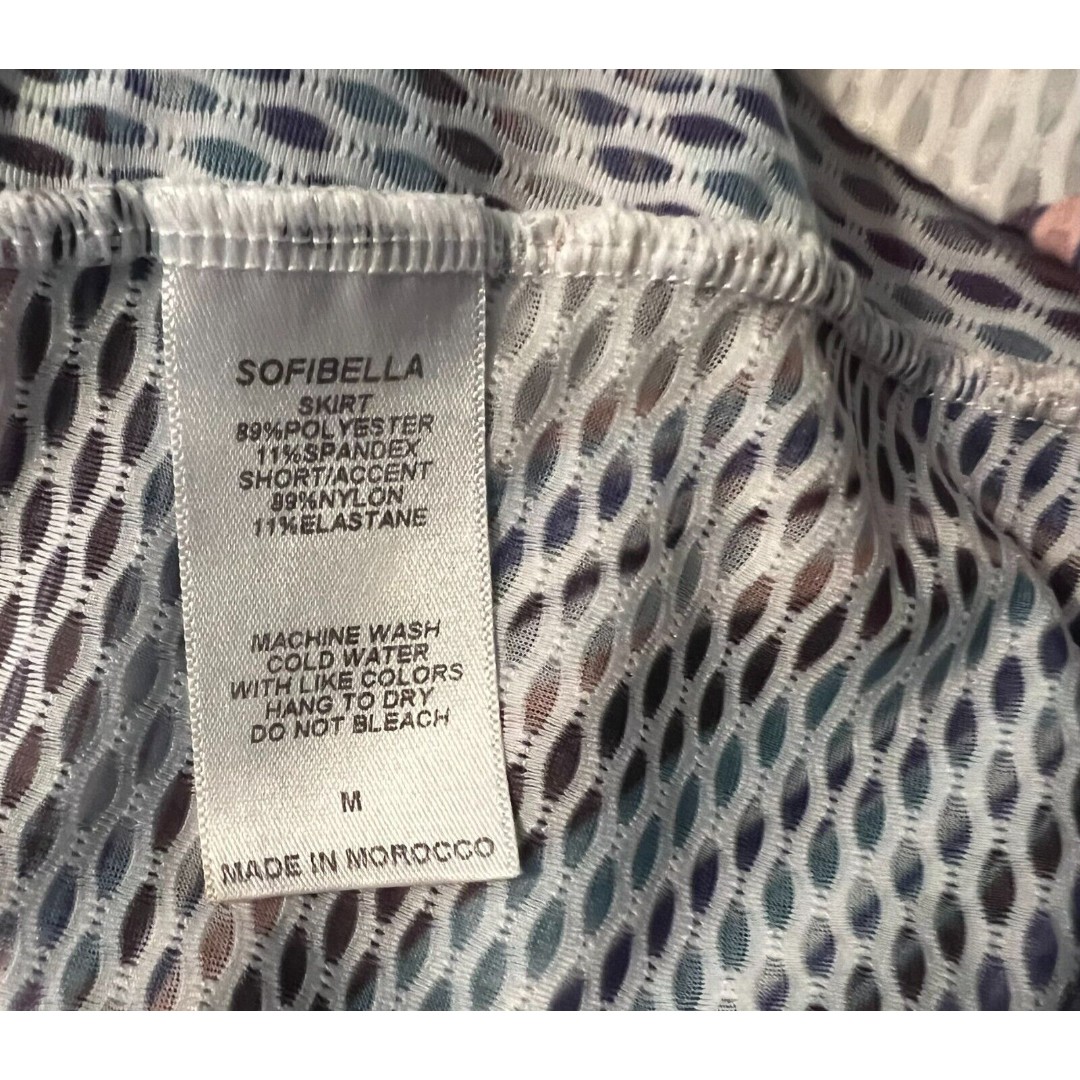 SOFIBELLA
SKIRT
89%POLYESTER
11%SPANDEX
SHORT/ACCENT
89%NYLON
11%ELASTANE
MACHINE WASH
COLD WATER
WITH LIKE COLORS
HANG TO DRY
DO NOT BLEACH
M
MADE IN MOROCCO